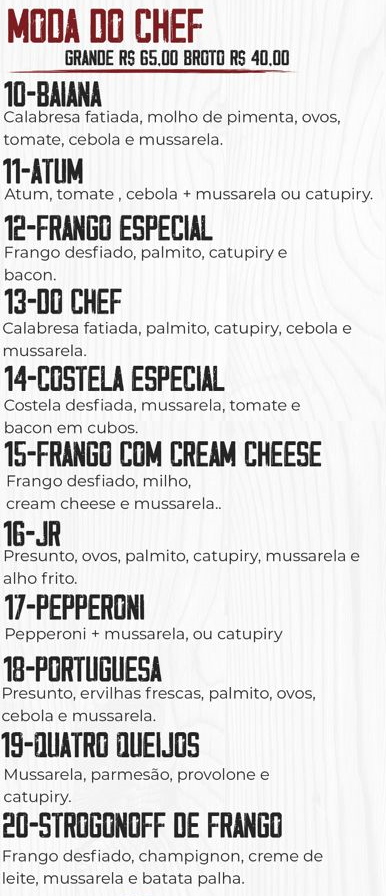 MODA DO CHEF
GRANDE R$ 65,00 BROTO R$ 40,00
10-BAIANA
Calabresa fatiada, molho de pimenta, ovos,
tomate, cebola e mussarela.
11-ATUM
Atum, tomate , cebola + mussarela ou catupiry.
12-FRANGO ESPECIAL
Frango desfiado, palmito, catupiry e
bacon.
13-DO CHEF
Calabresa fatiada, palmito, catupiry, cebola e
mussarela.
14-COSTELA ESPECIAL
Costela desfiada, mussarela, tomate e
bacon em cubos.
15-FRANGO COM CREAM CHEESE
Frango desfiado, milho,
cream cheese e mussarela..
16-JR
Presunto, ovos, palmito, catupiry, mussarela e
alho frito.
17-PEPPERONI
Pepperoni + mussarela, ou catupiry
18-PORTUGUESA
Presunto, ervilhas frescas, palmito, ovos,
cebola e mussarela.
19-QUATRO QUEIJOS
Mussarela, parmesão, provolone e
catupiry.
20-STROGONOFF DE FRANGO
Frango desfiado, champignon, creme de
leite, mussarela e batata palha.